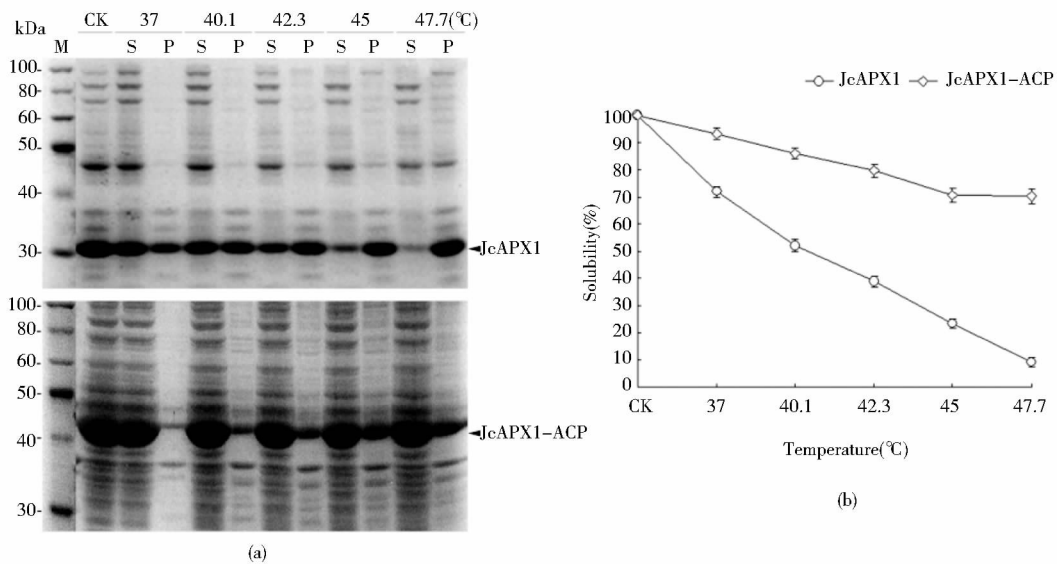 CK 37 40.1 42.3 45 47.7(℃)
kDa
M S P S P S P S P S P
100-
80-
60-
50-
40-
30-
JcAPX1
100-
80-
60-
50-
40-
30-
JcAPX1-ACP
(a)
JcAPX1 JcAPX1-ACP
100
90
80
70
60
50
40
30
20
10
0
Solubility(%)
CK 37 40.1 42.3 45 47.7
Temperature(℃)
(b)